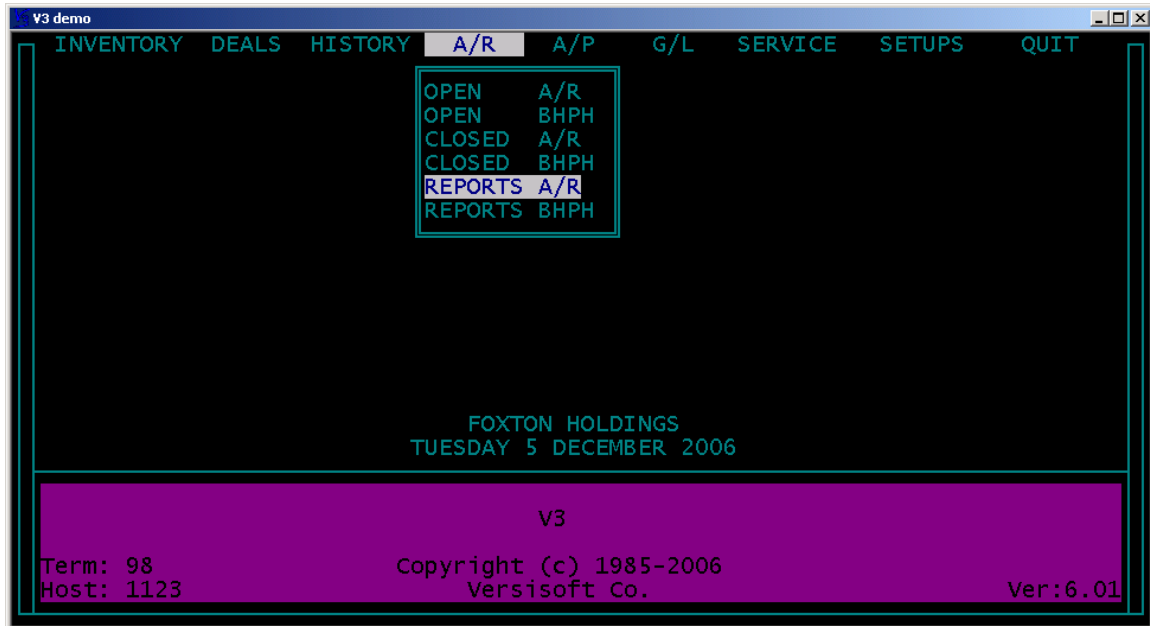 V3 demo
INVENTORY DEALS HISTORY A/R A/P G/L SERVICE SETUPS QUIT
OPEN A/R
OPEN BHPH
CLOSED A/R
CLOSED BHPH
REPORTS A/R
REPORTS BHPH
FOXTON HOLDINGS
TUESDAY 5 DECEMBER 2006
V3
Term: 98 Copyright (c) 1985-2006
Host: 1123 Versisoft Co. Ver:6.01